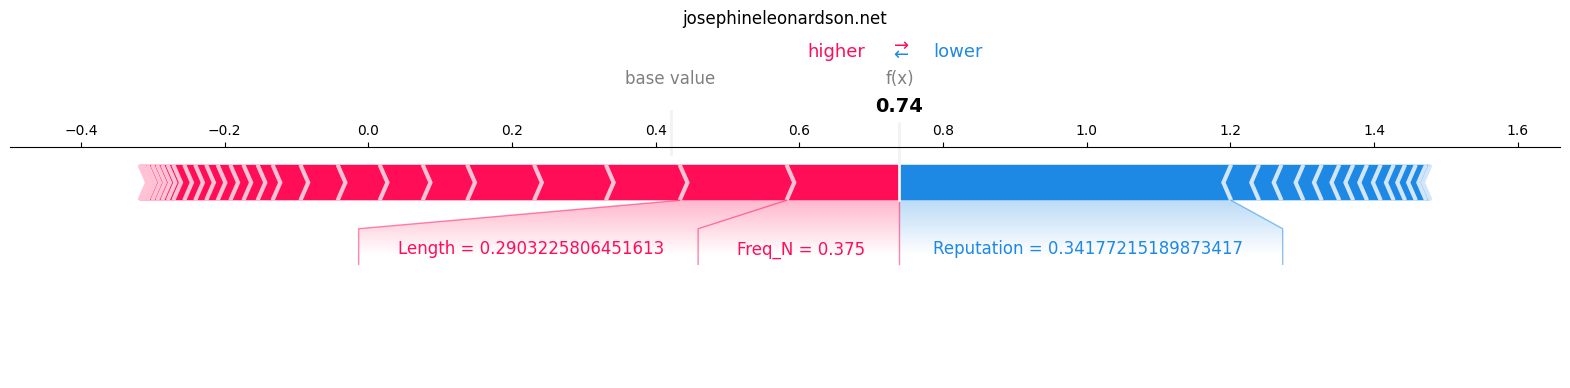 josephineleonardson.net
higher ⇄ lower
base value f(x)
0.74
−0.4 −0.2 0.0 0.2 0.4 0.6 0.8 1.0 1.2 1.4 1.6
Length = 0.2903225806451613 Freq_N = 0.375 Reputation = 0.34177215189873417